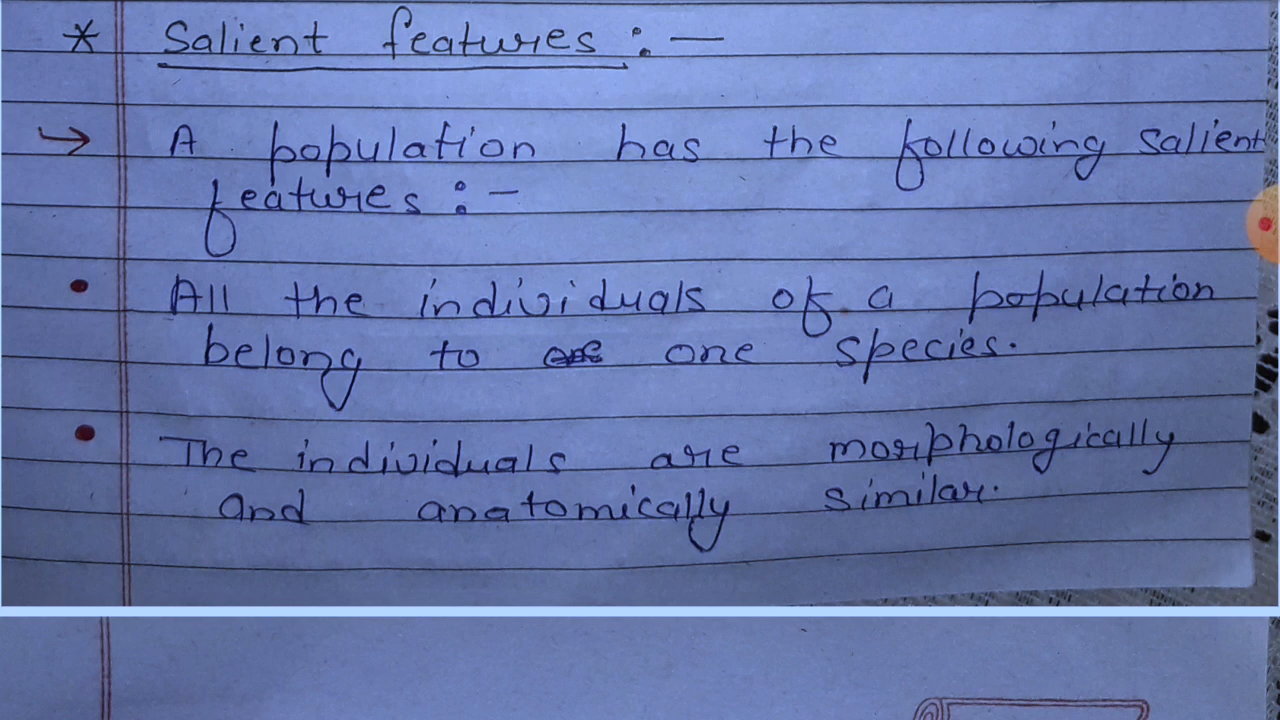 * Salient features :-
→ A population has the following salient
features :-
• All the individuals of a population
belong to one species.
• The individuals are morphologically
and anatomically similar.